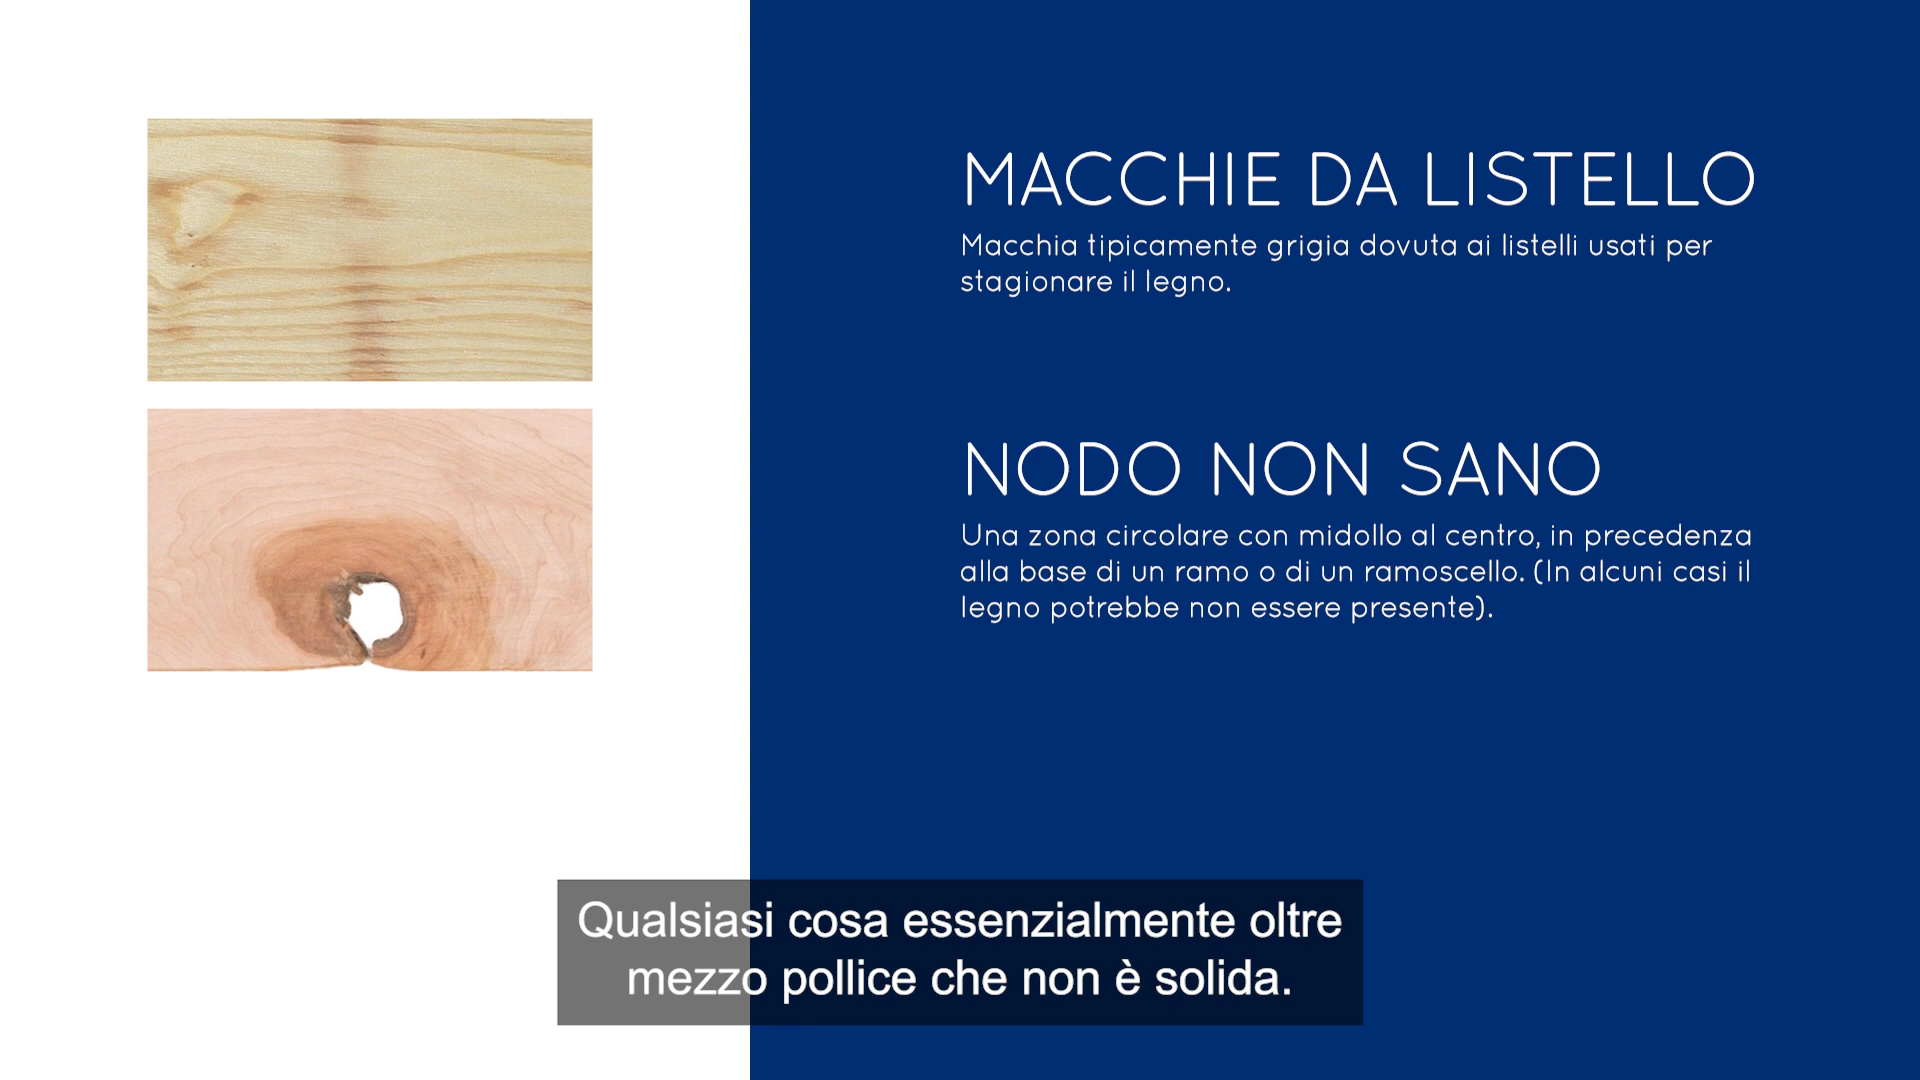 MACCHIE DA LISTELLO
Macchia tipicamente grigia dovuta ai listelli usati per
stagionare il legno.
NODO NON SANO
Una zona circolare con midollo al centro, in precedenza
alla base di un ramo o di un ramoscello. (In alcuni casi il
legno potrebbe non essere presente).
Qualsiasi cosa essenzialmente oltre
mezzo pollice che non è solida.